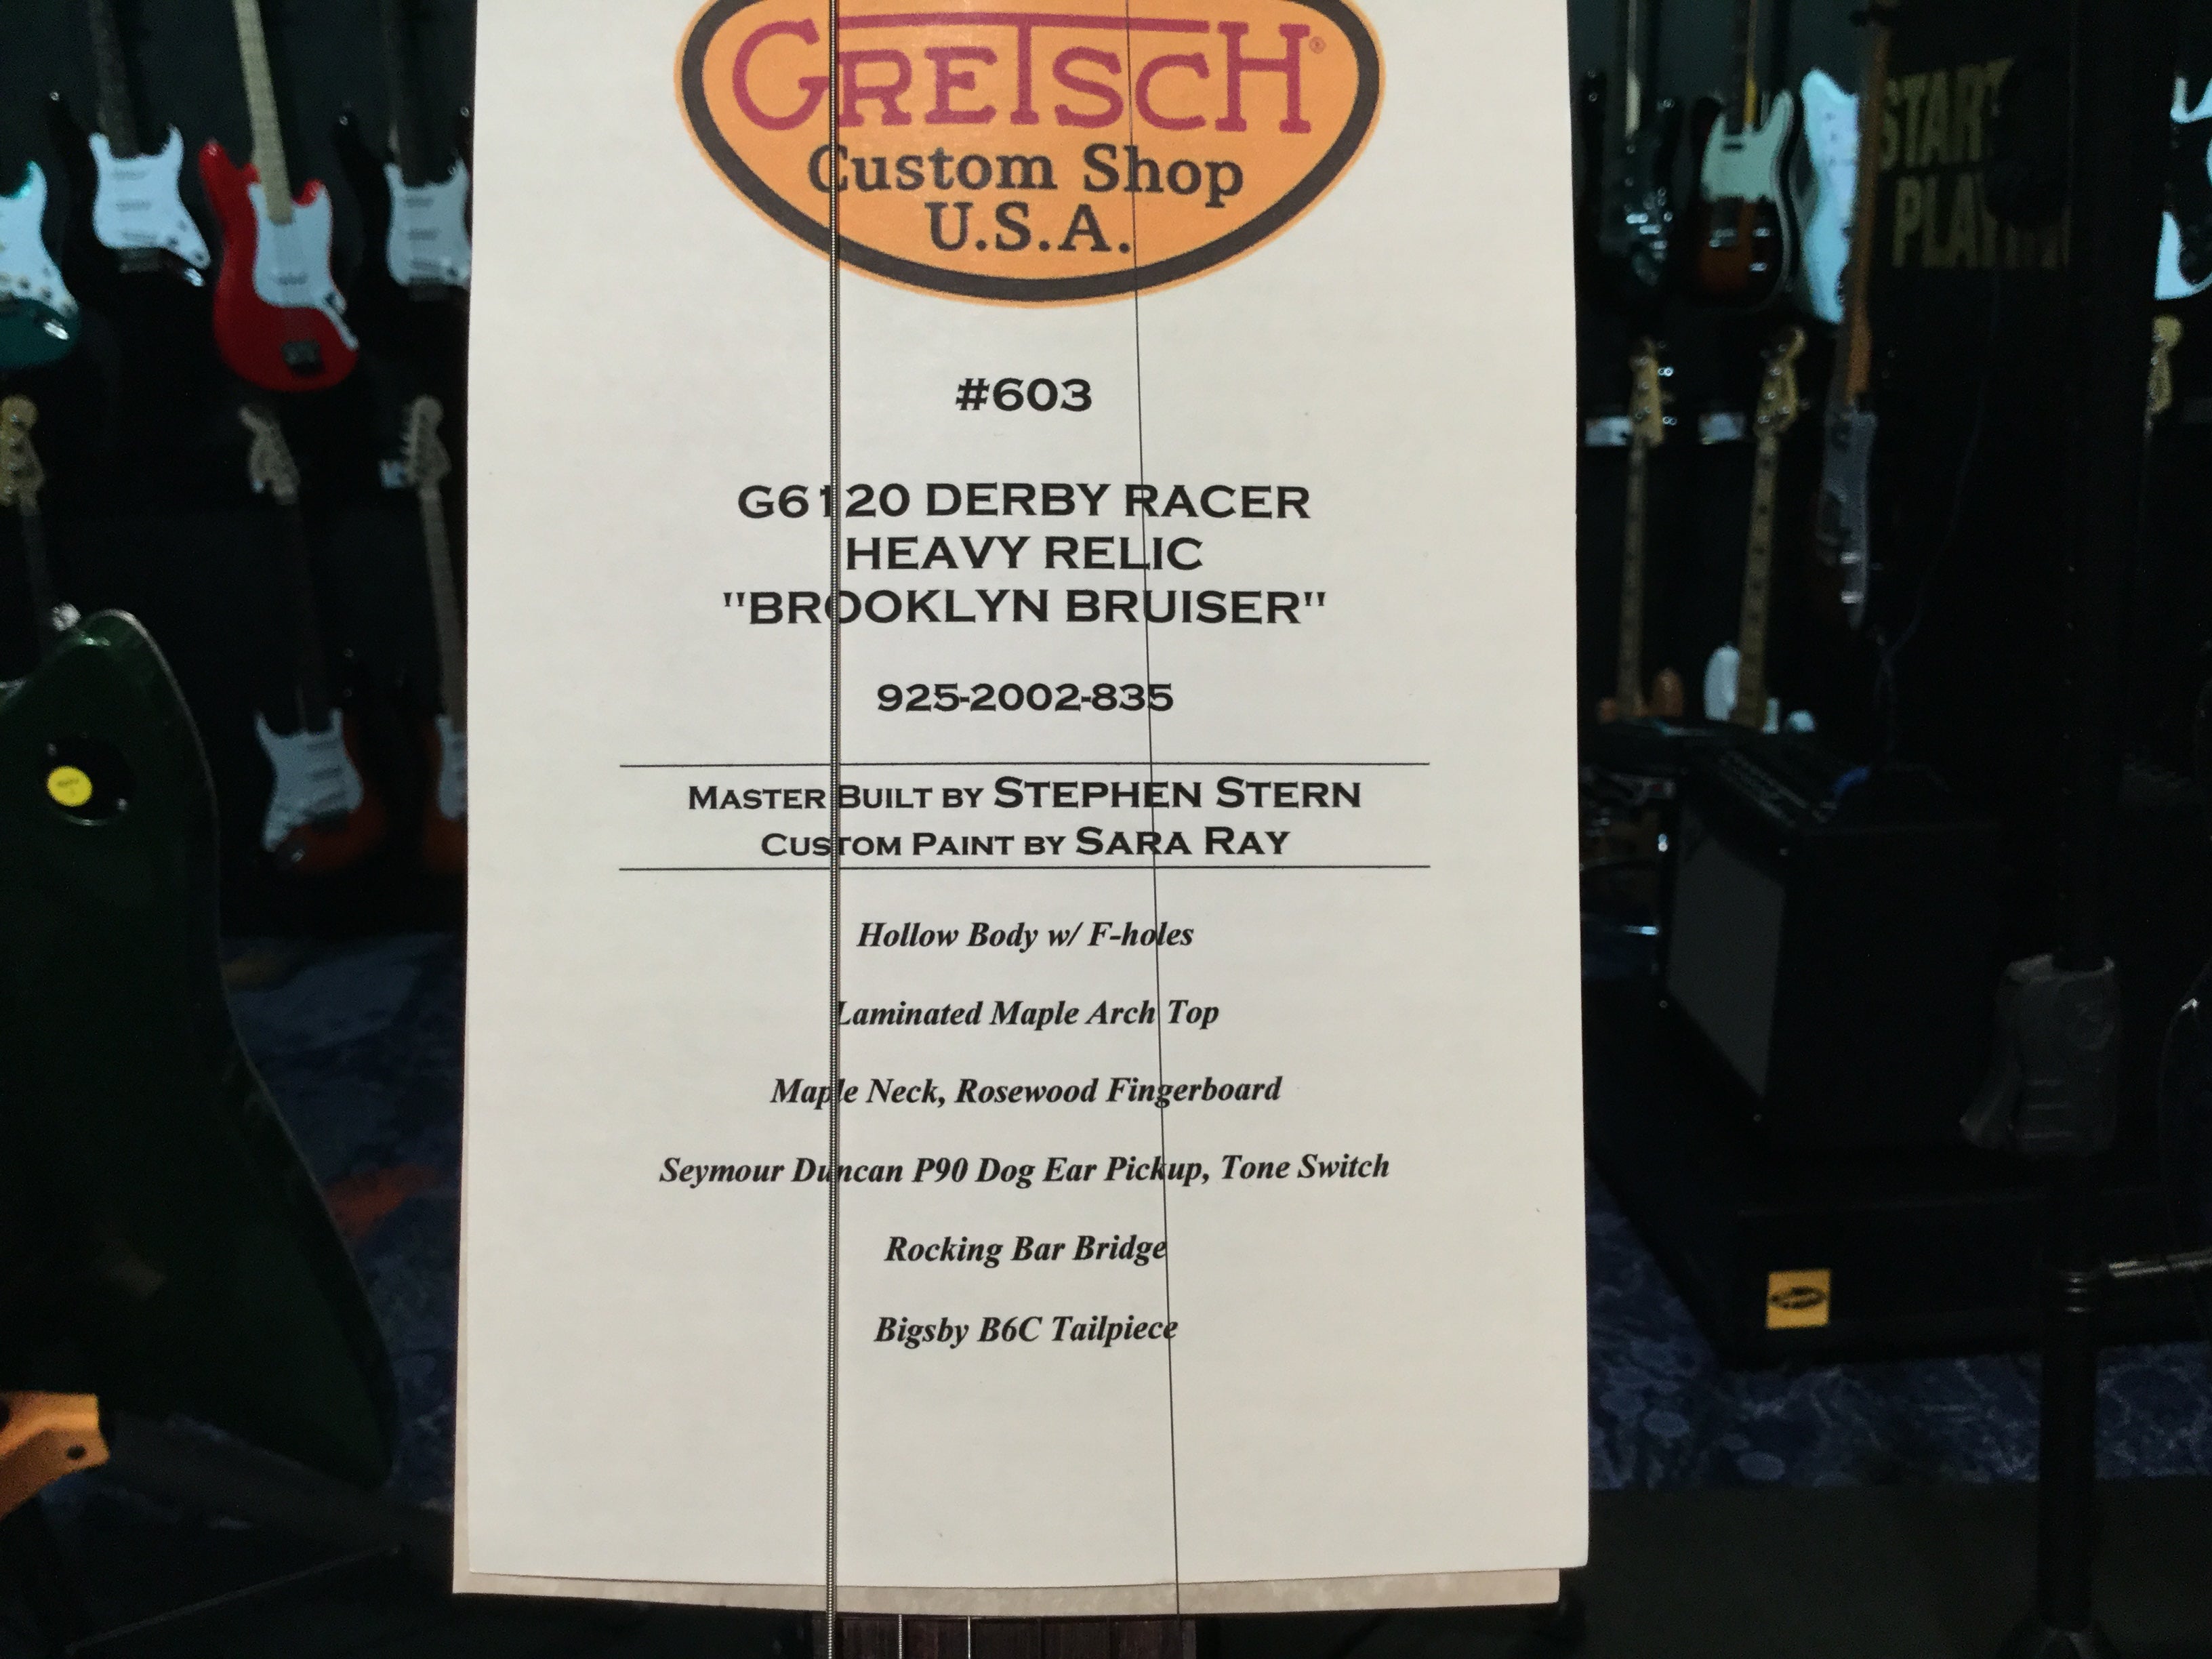 GRETSCH®
Custom Shop
U.S.A.
#603
G6120 DERBY RACER
HEAVY RELIC
"BROOKLYN BRUISER"
925-2002-835
MASTER BUILT BY STEPHEN STERN
CUSTOM PAINT BY SARA RAY
Hollow Body w/ F-holes
Laminated Maple Arch Top
Maple Neck, Rosewood Fingerboard
Seymour Duncan P90 Dog Ear Pickup, Tone Switch
Rocking Bar Bridge
Bigsby B6C Tailpiece
START